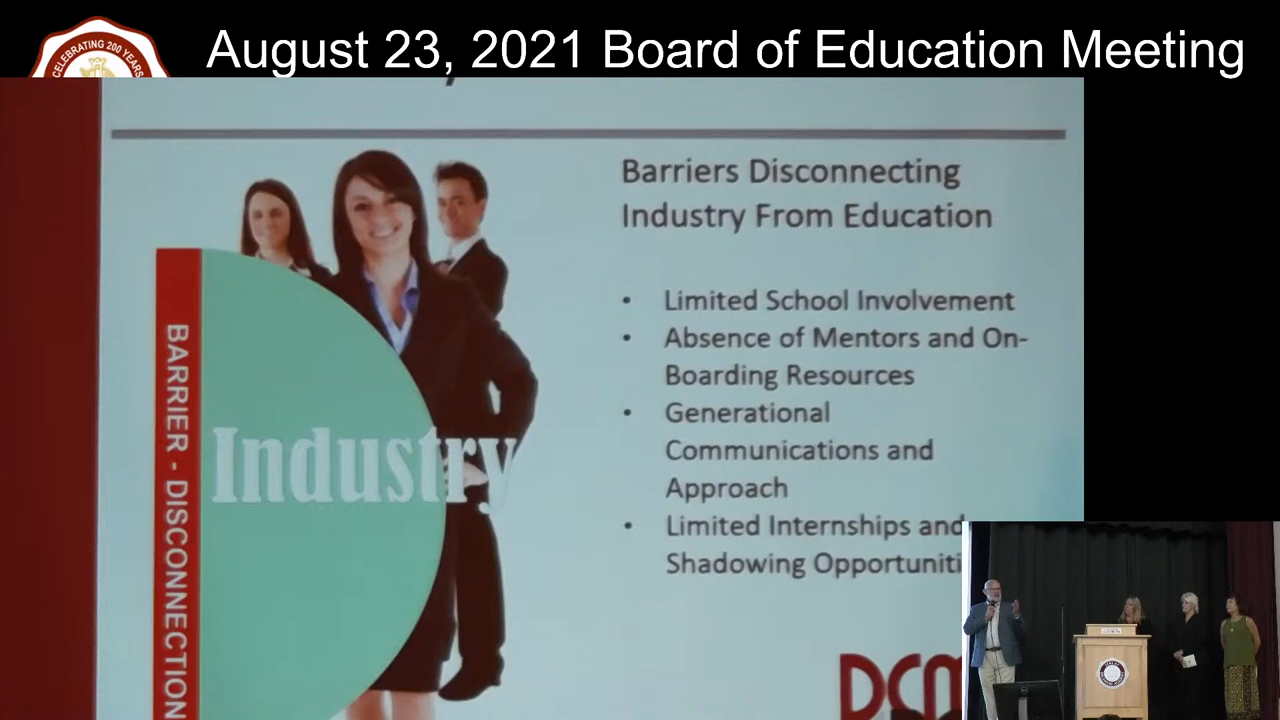 August 23, 2021 Board of Education Meeting
CELEBRATING 200 YEARS
Barriers Disconnecting
Industry From Education
• Limited School Involvement
• Absence of Mentors and On-
Boarding Resources
• Generational
Communications and
Approach
• Limited Internships and
Shadowing Opportuniti
BARRIER - DISCONNECTION
Industry
DCM